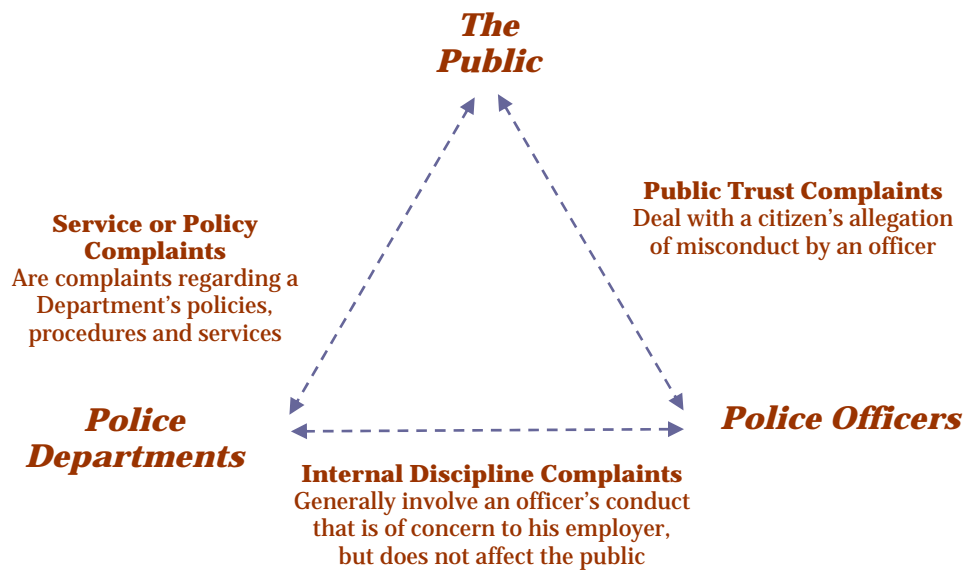 The
Public
Public Trust Complaints
Deal with a citizen’s allegation
of misconduct by an officer
Service or Policy
Complaints
Are complaints regarding a
Department’s policies,
procedures and services
Police
Departments
Police Officers
Internal Discipline Complaints
Generally involve an officer’s conduct
that is of concern to his employer,
but does not affect the public